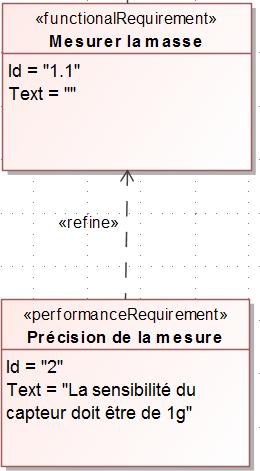 «functionalRequirement»
Mesurer la masse
Id = "1.1"
Text = ""
«refine»
«performanceRequirement»
Précision de la mesure
Id = "2"
Text = "La sensibilité du
capteur doit être de 1g"